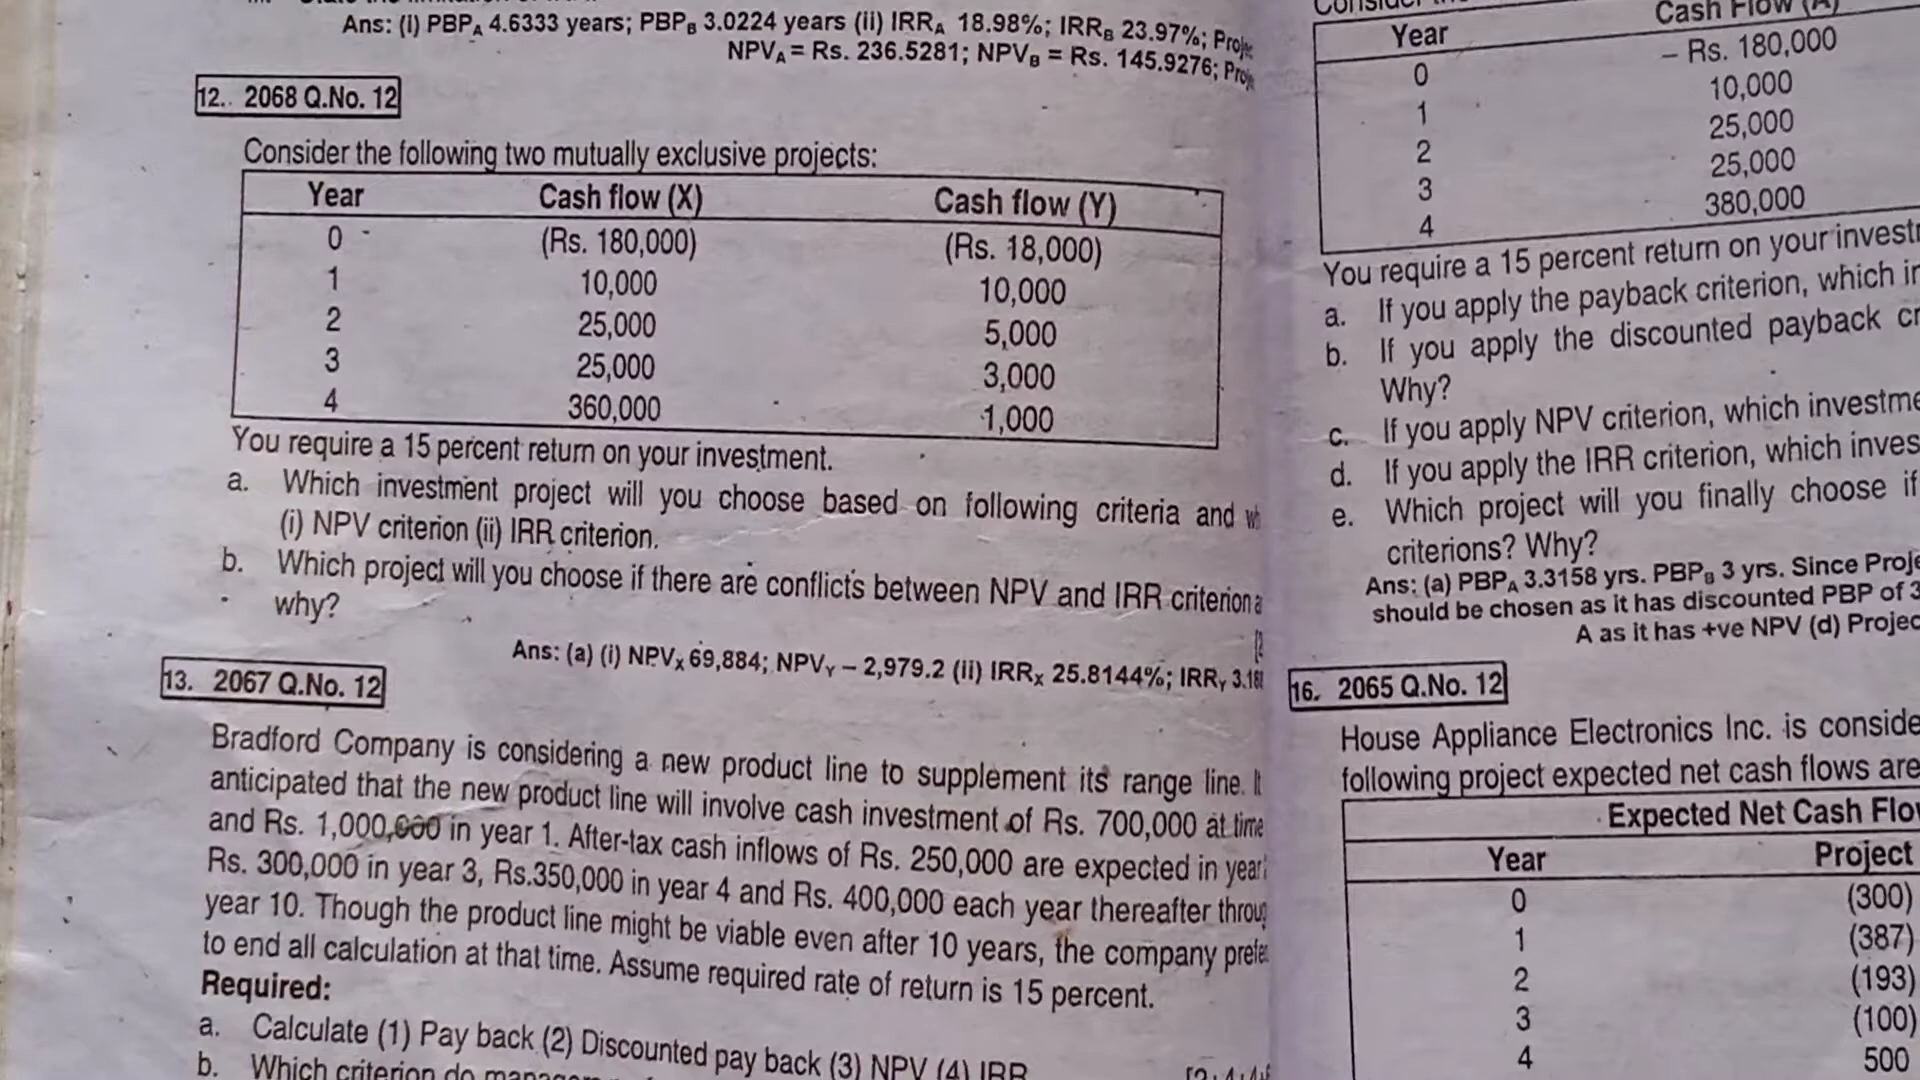 Ans: (i) PBPA 4.6333 years; PBPB 3.0224 years (ii) IRRA 18.98%; IRRB 23.97%;
NPVA = Rs. 236.5281; NPVB = Rs. 145.9276;
12. 2068 Q.No. 12
Consider the following two mutually exclusive projects:
Year Cash flow (X) Cash flow (Y)
0 (Rs. 180,000) (Rs. 18,000)
1 10,000 10,000
2 25,000 5,000
3 25,000 3,000
4 360,000 1,000
You require a 15 percent return on your investment.
a. Which investment project will you choose based on following criteria and
(i) NPV criterion (ii) IRR criterion.
b. Which project will you choose if there are conflicts between NPV and IRR criterion
why?
Ans: (a) (i) NPVX 69,884; NPVY – 2,979.2 (ii) IRRX 25.8144%; IRRY
13. 2067 Q.No. 12
Bradford Company is considering a new product line to supplement its range line. It
anticipated that the new product line will involve cash investment of Rs. 700,000 at time
and Rs. 1,000,000 in year 1. After-tax cash inflows of Rs. 250,000 are expected in year
Rs. 300,000 in year 3, Rs.350,000 in year 4 and Rs. 400,000 each year thereafter
year 10. Though the product line might be viable even after 10 years, the company
to end all calculation at that time. Assume required rate of return is 15 percent.
Required:
a. Calculate (1) Pay back (2) Discounted pay back (3) NPV (4) IRR
b. Which criterion do
Year Cash Flow (A)
0 – Rs. 180,000
1 10,000
2 25,000
3 25,000
4 380,000
You require a 15 percent return on your
a. If you apply the payback criterion, which
b. If you apply the discounted payback
Why?
c. If you apply NPV criterion, which
d. If you apply the IRR criterion, which
e. Which project will you finally choose if
criterions? Why?
Ans: (a) PBPA 3.3158 yrs. PBPB 3 yrs. Since
should be chosen as it has discounted PBP of
A as it has +ve NPV (d)
16. 2065 Q.No. 12
House Appliance Electronics Inc. is
following project expected net cash flows are
Expected Net Cash
Year Project
0 (300)
1 (387)
2 (193)
3 (100)
4 500